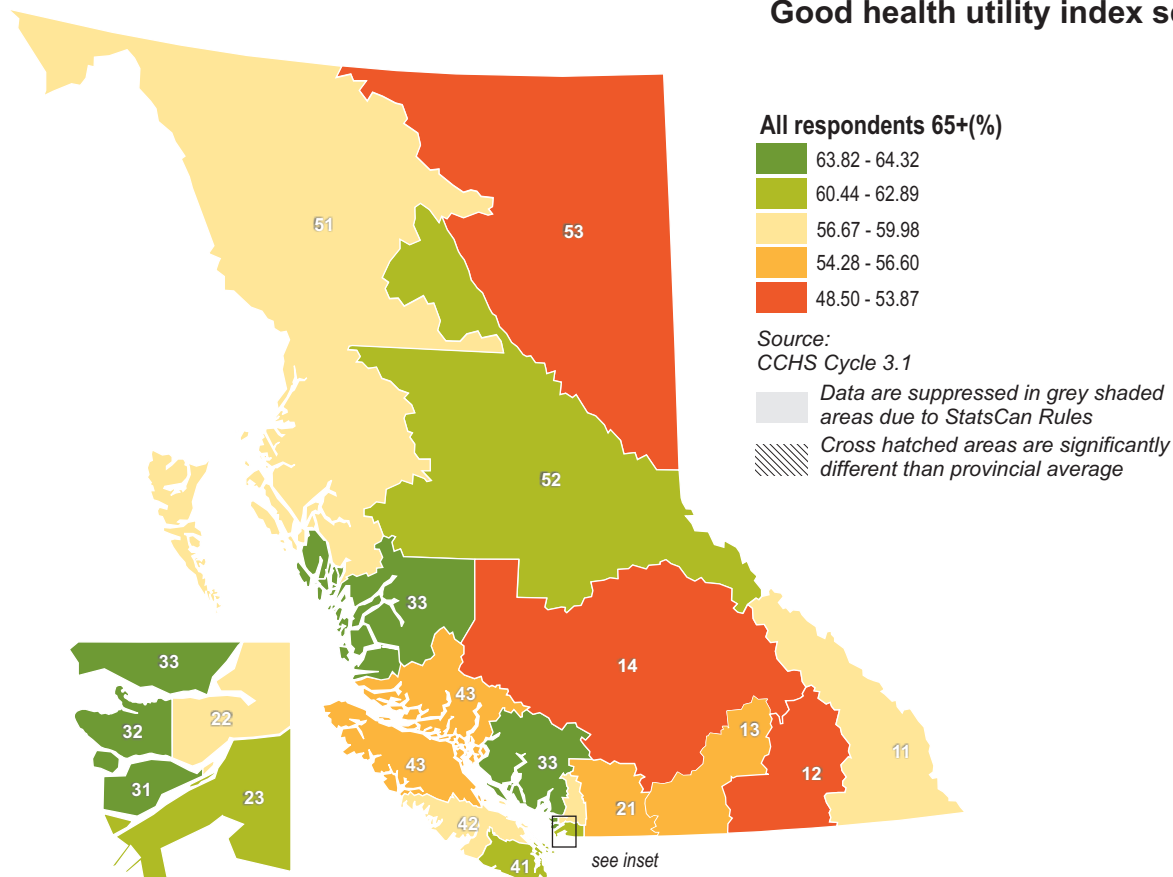 Good health utility index
All respondents 65+(%)
63.82 - 64.32
60.44 - 62.89
56.67 - 59.98
54.28 - 56.60
48.50 - 53.87
Source:
CCHS Cycle 3.1
Data are suppressed in grey shaded
areas due to StatsCan Rules
Cross hatched areas are significantly
different than provincial average
51
53
52
33
14
43
13
33
43
12
11
21
42
41
see inset
33
22
32
31
23